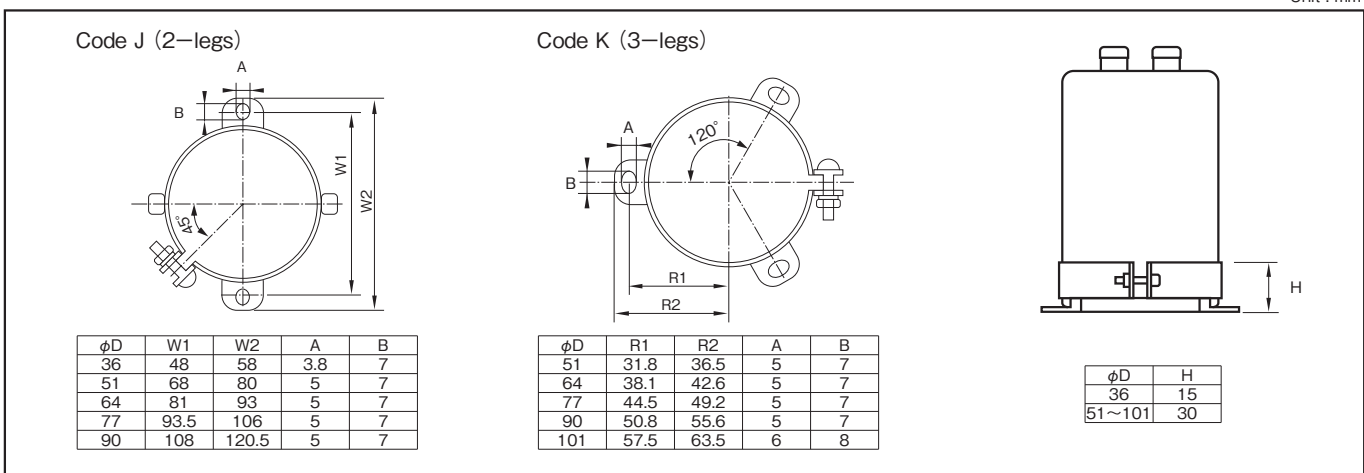 Code J (2−legs)
A
B
W1
W2
45°
φD W1 W2 A B
36 48 58 3.8 7
51 68 80 5 7
64 81 93 5 7
77 93.5 106 5 7
90 108 120.5 5 7
Code K (3−legs)
A
B
120°
R1
R2
φD R1 R2 A B
51 31.8 36.5 5 7
64 38.1 42.6 5 7
77 44.5 49.2 5 7
90 50.8 55.6 5 7
101 57.5 63.5 6 8
H
φD H
36 15
51～101 30